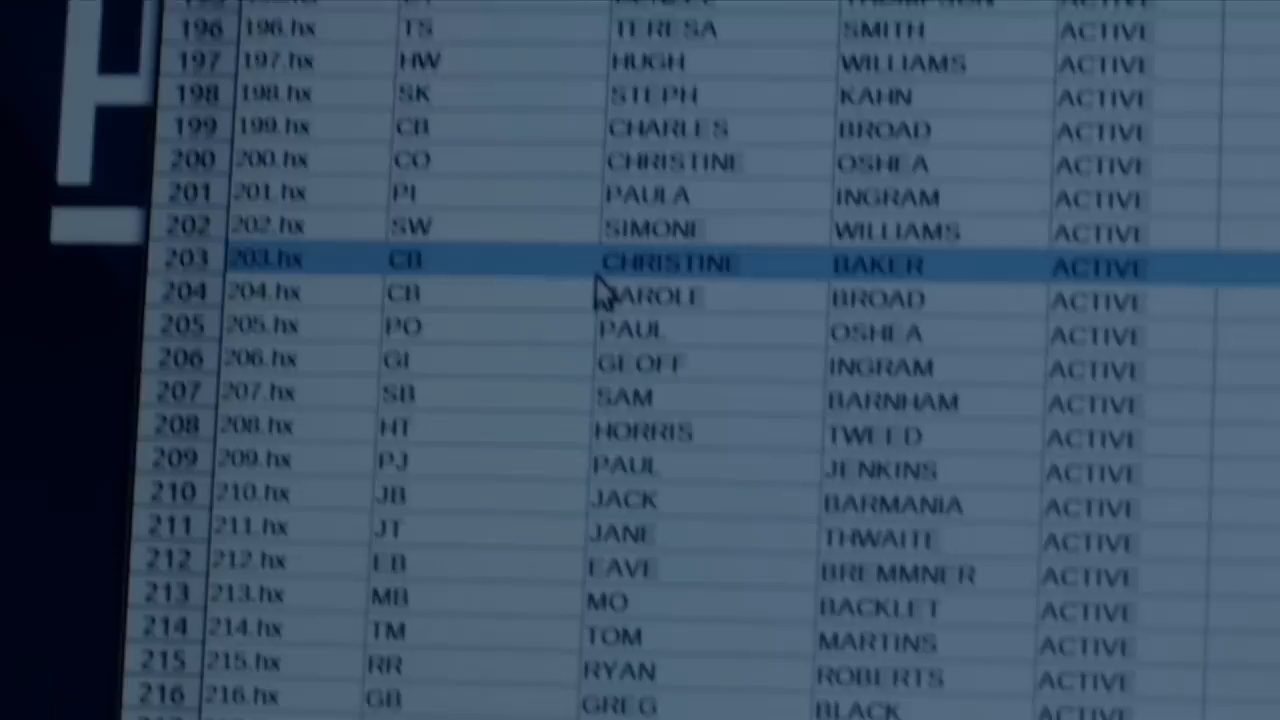 196 196.hx TS TERESA SMITH ACTIVE
197 197.hx HW HUGH WILLIAMS ACTIVE
198 198.hx SK STEPH KAHN ACTIVE
199 199.hx CB CHARLES BROAD ACTIVE
200 200.hx CO CHRISTINE OSHEA ACTIVE
201 201.hx PI PAULA INGRAM ACTIVE
202 202.hx SW SIMONE WILLIAMS ACTIVE
203 203.hx CB CHRISTINE BAKER ACTIVE
204 204.hx CB CAROLE BROAD ACTIVE
205 205.hx PO PAUL OSHEA ACTIVE
206 206.hx GI GEOFF INGRAM ACTIVE
207 207.hx SB SAM BARNHAM ACTIVE
208 208.hx HT HORRIS TWEED ACTIVE
209 209.hx PJ PAUL JENKINS ACTIVE
210 210.hx JB JACK BARMANIA ACTIVE
211 211.hx JT JANE THWAITE ACTIVE
212 212.hx EB EAVE BREMMNER ACTIVE
213 213.hx MB MO BACKLET ACTIVE
214 214.hx TM TOM MARTINS ACTIVE
215 215.hx RR RYAN ROBERTS ACTIVE
216 216.hx GB GREG BLACK ACTIVE